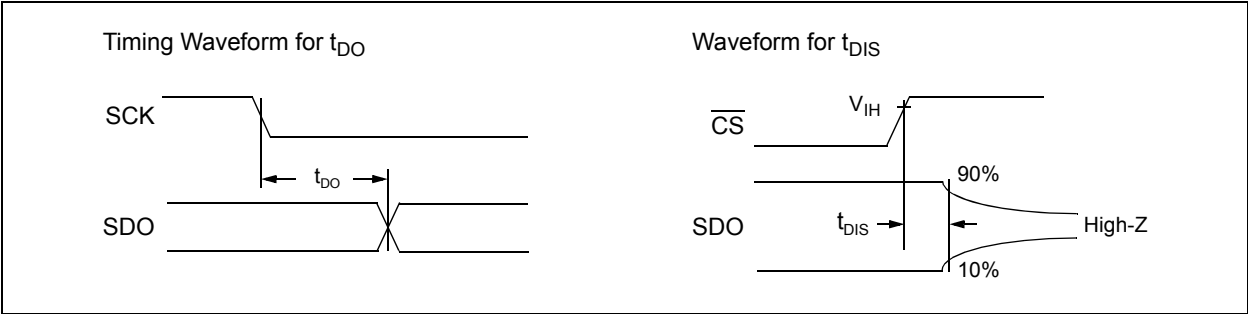 Timing Waveform for tDO
SCK
tDO
SDO
Waveform for tDIS
CS
VIH
90%
SDO
tDIS
High-Z
10%